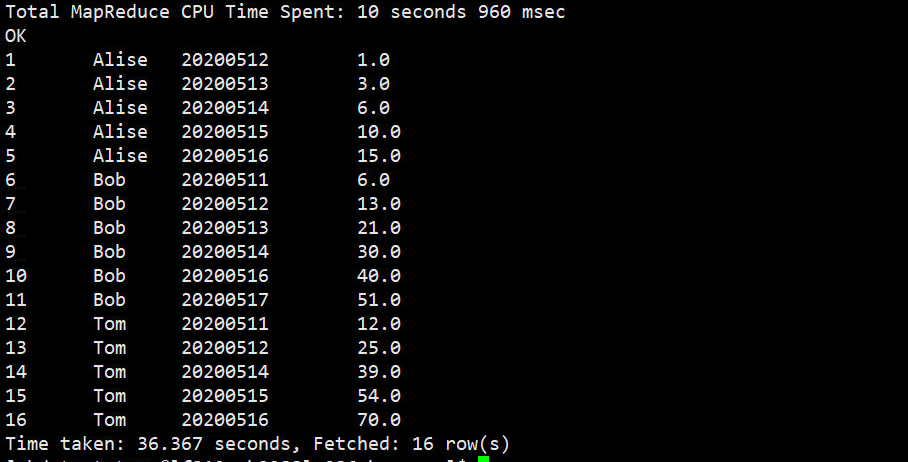 Total MapReduce CPU Time Spent: 10 seconds 960 msec
OK
1 Alise 20200512 1.0
2 Alise 20200513 3.0
3 Alise 20200514 6.0
4 Alise 20200515 10.0
5 Alise 20200516 15.0
6 Bob 20200511 6.0
7 Bob 20200512 13.0
8 Bob 20200513 21.0
9 Bob 20200514 30.0
10 Bob 20200516 40.0
11 Bob 20200517 51.0
12 Tom 20200511 12.0
13 Tom 20200512 25.0
14 Tom 20200514 39.0
15 Tom 20200515 54.0
16 Tom 20200516 70.0
Time taken: 36.367 seconds, Fetched: 16 row(s)